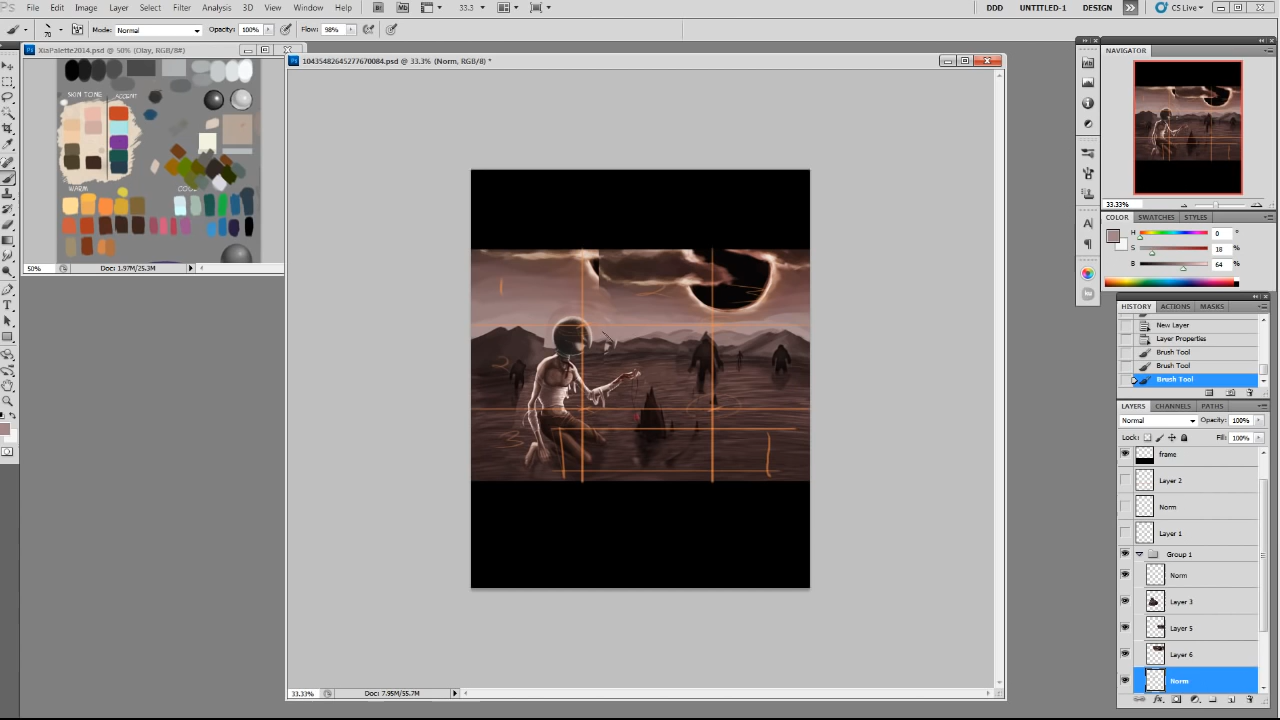 File Edit Image Layer Select Filter Analysis 3D View Window Help 33.3 DDD UNTITLED-1 DESIGN CS Live
70 Mode: Normal Opacity: 100% Flow: 98%
XiaPalette2014.psd @ 50% (Olay, RGB/8#)
SKIN TONE ACCENT
WARM
50% Doc: 1.97M/25.3M
10435482645277670084.psd @ 33.3% (Norm, RGB/8) *
33.33% Doc: 7.95M/55.7M
NAVIGATOR
33.33%
COLOR SWATCHES STYLES
H 0 °
S 18 %
B 64 %
HISTORY ACTIONS MASKS
New Layer
Layer Properties
Brush Tool
Brush Tool
Brush Tool
LAYERS CHANNELS PATHS
Normal Opacity: 100%
Lock: Fill: 100%
frame
Layer 2
Norm
Layer 1
Group 1
Norm
Layer 3
Layer 5
Layer 6
Norm